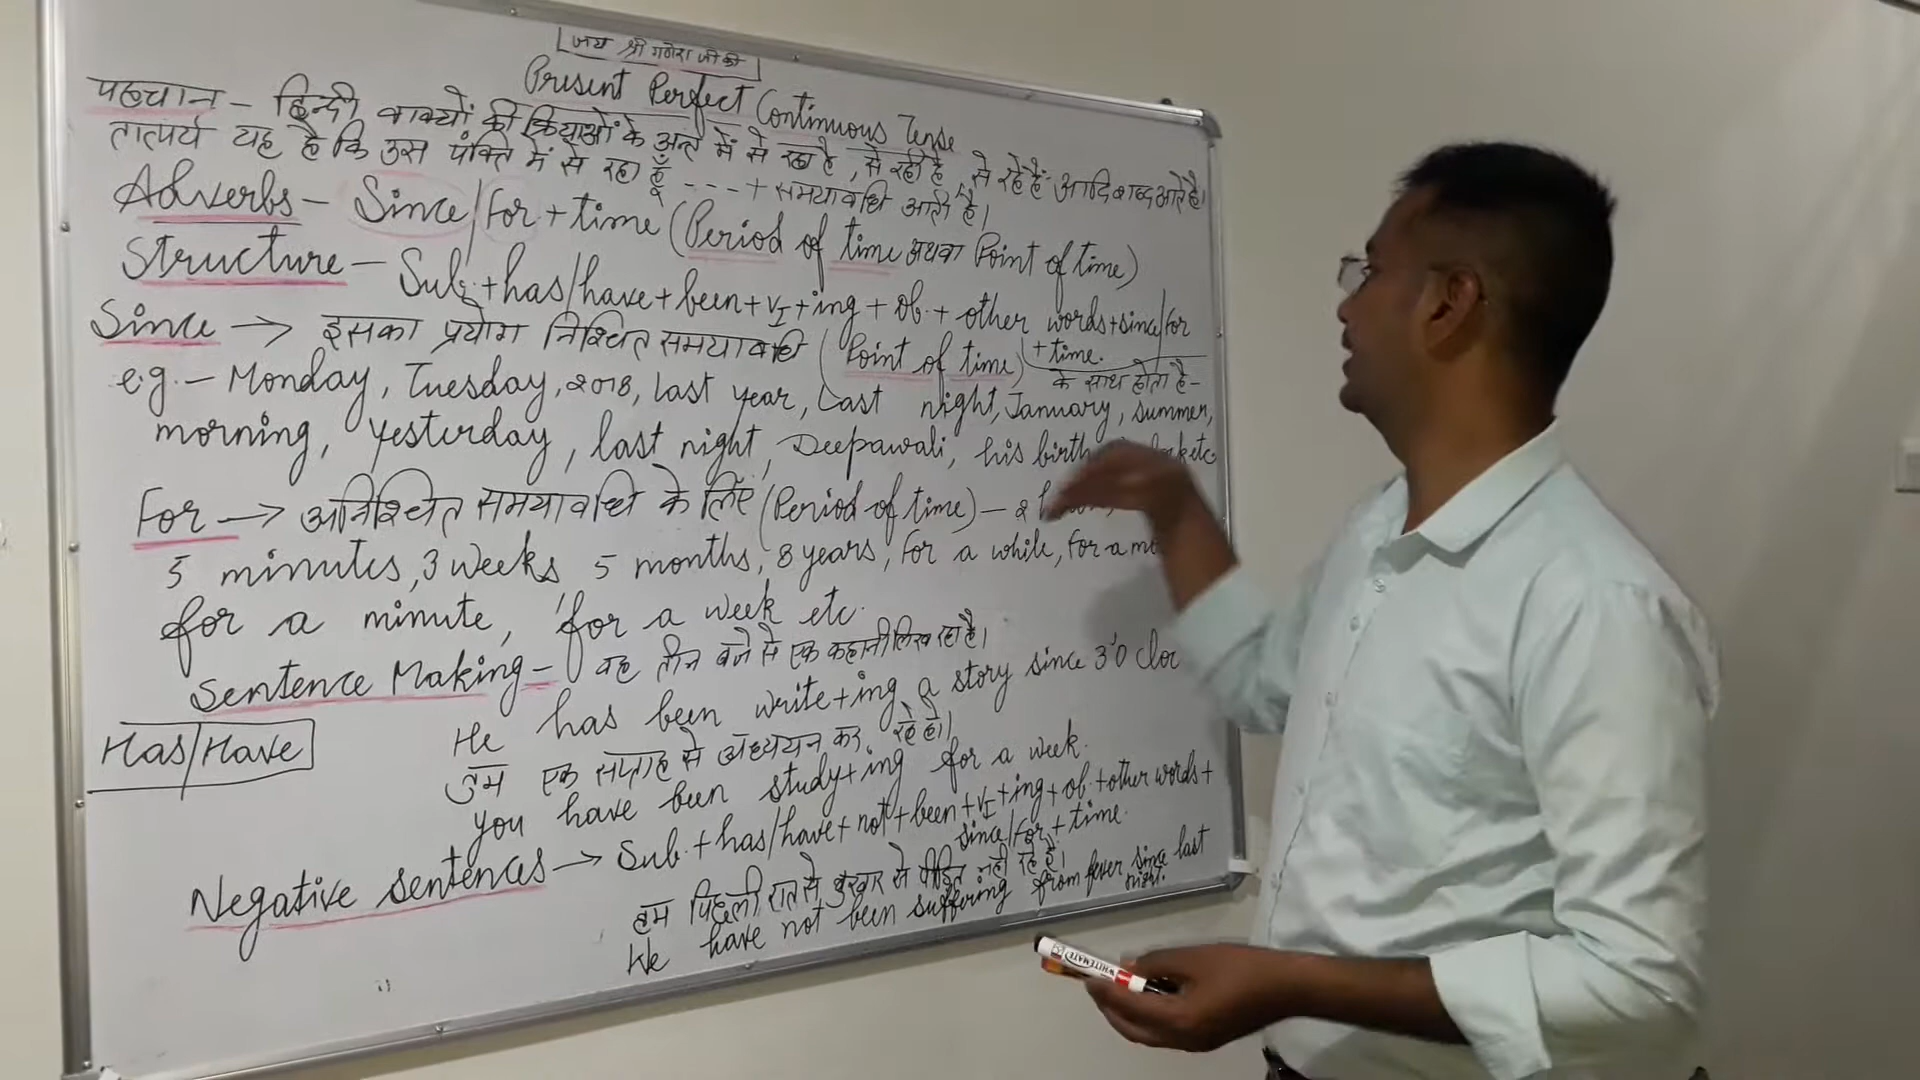 जय श्री गणेश जी की
Present Perfect Continuous Tense
पहचान - हिन्दी वाक्यों की क्रियाओं के अन्त में से रहा है, से रही है, से रहे हैं आदि शब्द आते है।
तात्पर्य यह है कि उस पंक्ति में से रहा हूँ ---+ समयावधि आती है।
Adverbs - Since/For + time (Period of time अथवा Point of time)
Structure - Sub.+has/have+been+vI+ing+ob.+other words+since/for
+time.
Since → इसका प्रयोग निश्चित समयावधि (Point of time) के साथ होता है-
e.g.- Monday, Tuesday, 2018, last year, Last night, January, summer,
morning, yesterday, last night, Deepawali, his birth etc
For → अनिश्चित समयावधि के लिए (Period of time) - 2
5 minutes, 3 weeks 5 months, 8 years, for a while, for a
for a minute, for a week etc.
Sentence Making - वह तीन बजे से एक कहानी लिख रहा है।
He has been write+ing a story since 3'0 cloc
Has/Have
तुम एक सप्ताह से अध्ययन कर रहे हो।
You have been study+ing for a week.
Negative sentences → Sub.+has/have+not+been+vI+ing+ob.+other words+
since/for+time.
हम पिछली रात से बुखार से पीड़ित नहीं रहे हैं।
We have not been suffering from fever since last
night.
WHITEMATE